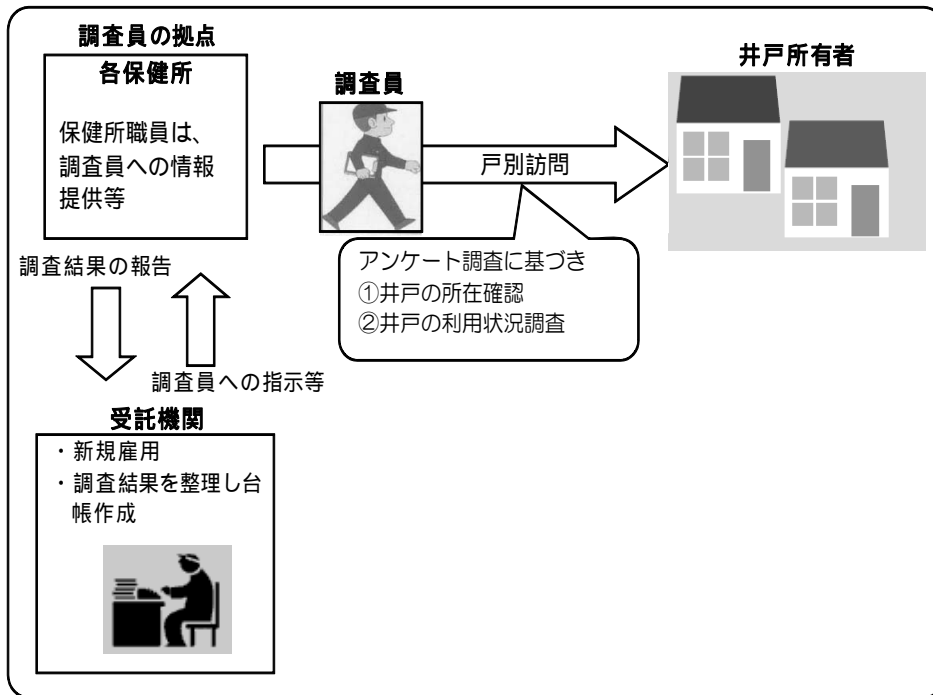 調査員の拠点
各保健所
保健所職員は、
調査員への情報
提供等
調査員
戸別訪問
井戸所有者
アンケート調査に基づき
①井戸の所在確認
②井戸の利用状況調査
調査結果の報告
調査員への指示等
受託機関
・新規雇用
・調査結果を整理し台
帳作成